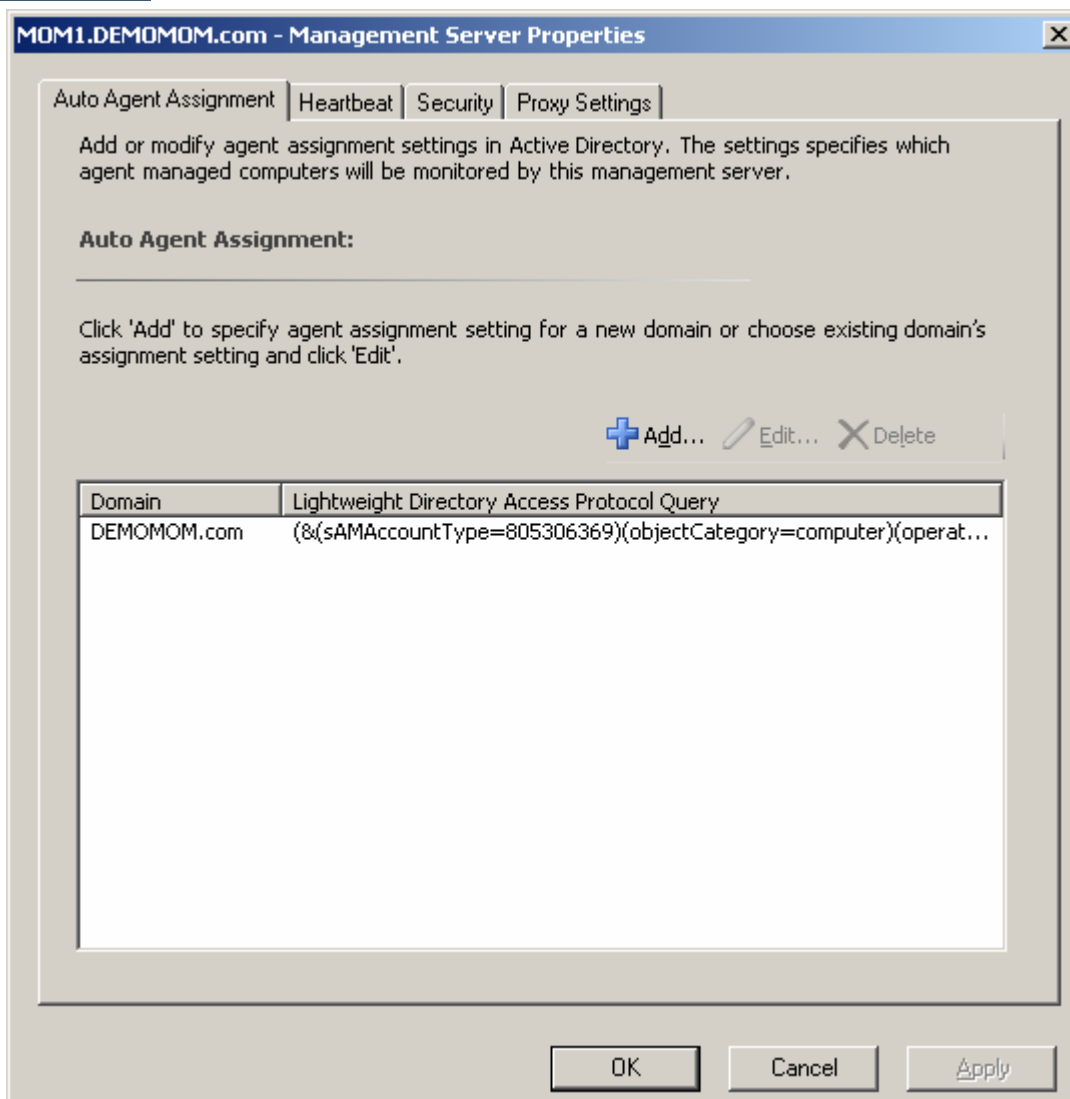 MOM1.DEMOMOM.com - Management Server Properties
Auto Agent Assignment Heartbeat Security Proxy Settings
Add or modify agent assignment settings in Active Directory. The settings specifies which
agent managed computers will be monitored by this management server.
Auto Agent Assignment:
Click 'Add' to specify agent assignment setting for a new domain or choose existing domain's
assignment setting and click 'Edit'.
Add... Edit... Delete
Domain Lightweight Directory Access Protocol Query
DEMOMOM.com (&(sAMAccountType=805306369)(objectCategory=computer)(operat...
OK Cancel Apply